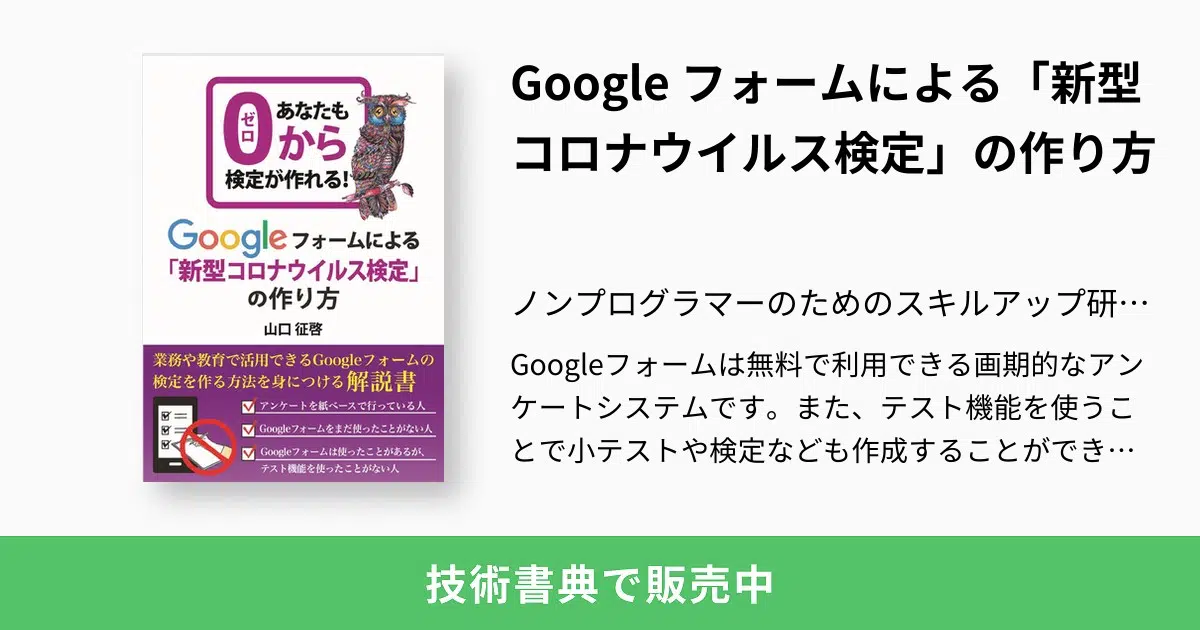 あなたも
0
ゼロ
から
検定が作れる!
Google フォームによる
「新型コロナウイルス検定」
の作り方
山口 征啓
業務や教育で活用できるGoogleフォームの
検定を作る方法を身につける解説書
アンケートを紙ベースで行っている人
Googleフォームをまだ使ったことがない人
Googleフォームは使ったことがあるが、
テスト機能を使ったことがない人
Google フォームによる「新型
コロナウイルス検定」の作り方
ノンプログラマーのためのスキルアップ研…
Googleフォームは無料で利用できる画期的なアン
ケートシステムです。また、テスト機能を使うこ
とで小テストや検定なども作成することができ…
技術書典で販売中